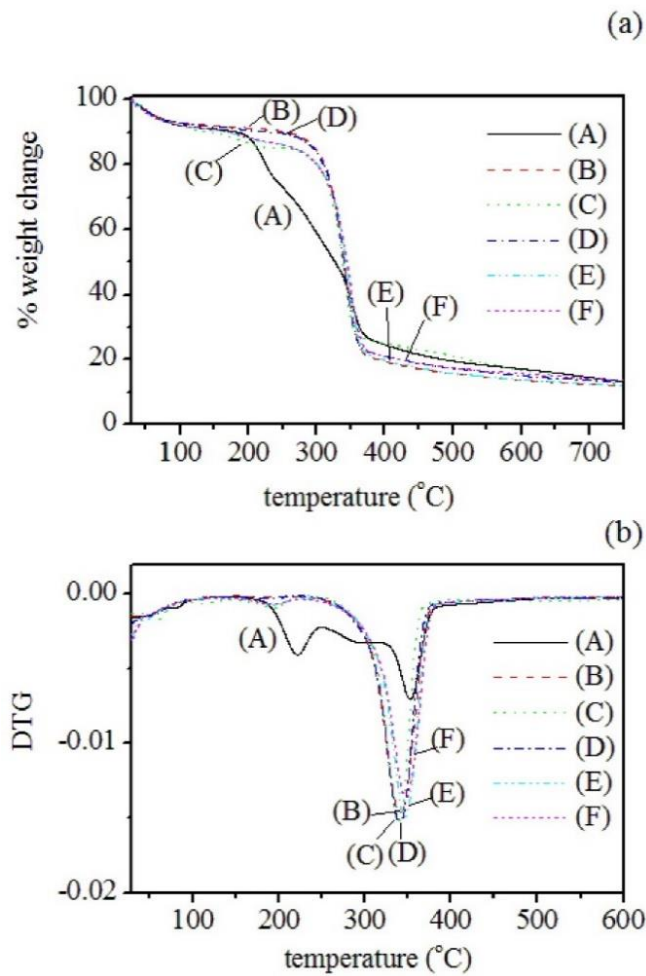 (a)
100
80
60
40
20
0
% weight change
(B)
(D)
(C)
(A)
(E)
(F)
(A)
(B)
(C)
(D)
(E)
(F)
100 200 300 400 500 600 700
temperature (°C)
(b)
0.00
-0.01
-0.02
DTG
(A)
(F)
(B)
(E)
(C)
(D)
(A)
(B)
(C)
(D)
(E)
(F)
100 200 300 400 500 600
temperature (°C)